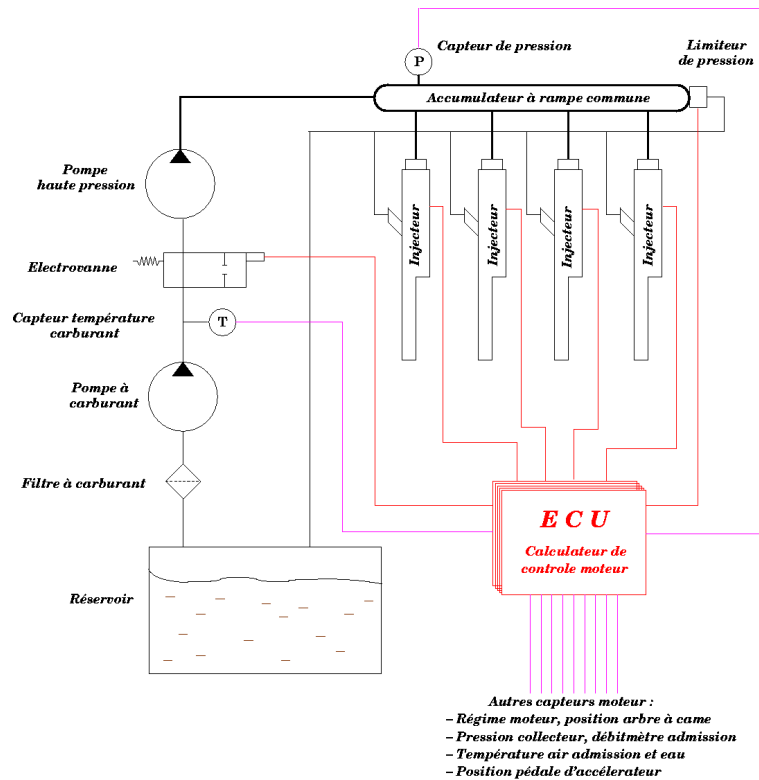 Capteur de pression
Limiteur
de pression
P
Accumulateur à rampe commune
Pompe
haute pression
Injecteur
Injecteur
Injecteur
Injecteur
Electrovanne
Capteur température
carburant
T
Pompe à
carburant
Filtre à carburant
E C U
Calculateur de
controle moteur
Réservoir
Autres capteurs moteur :
– Régime moteur, position arbre à came
– Pression collecteur, débitmètre admission
– Température air admission et eau
– Position pédale d'accélerateur